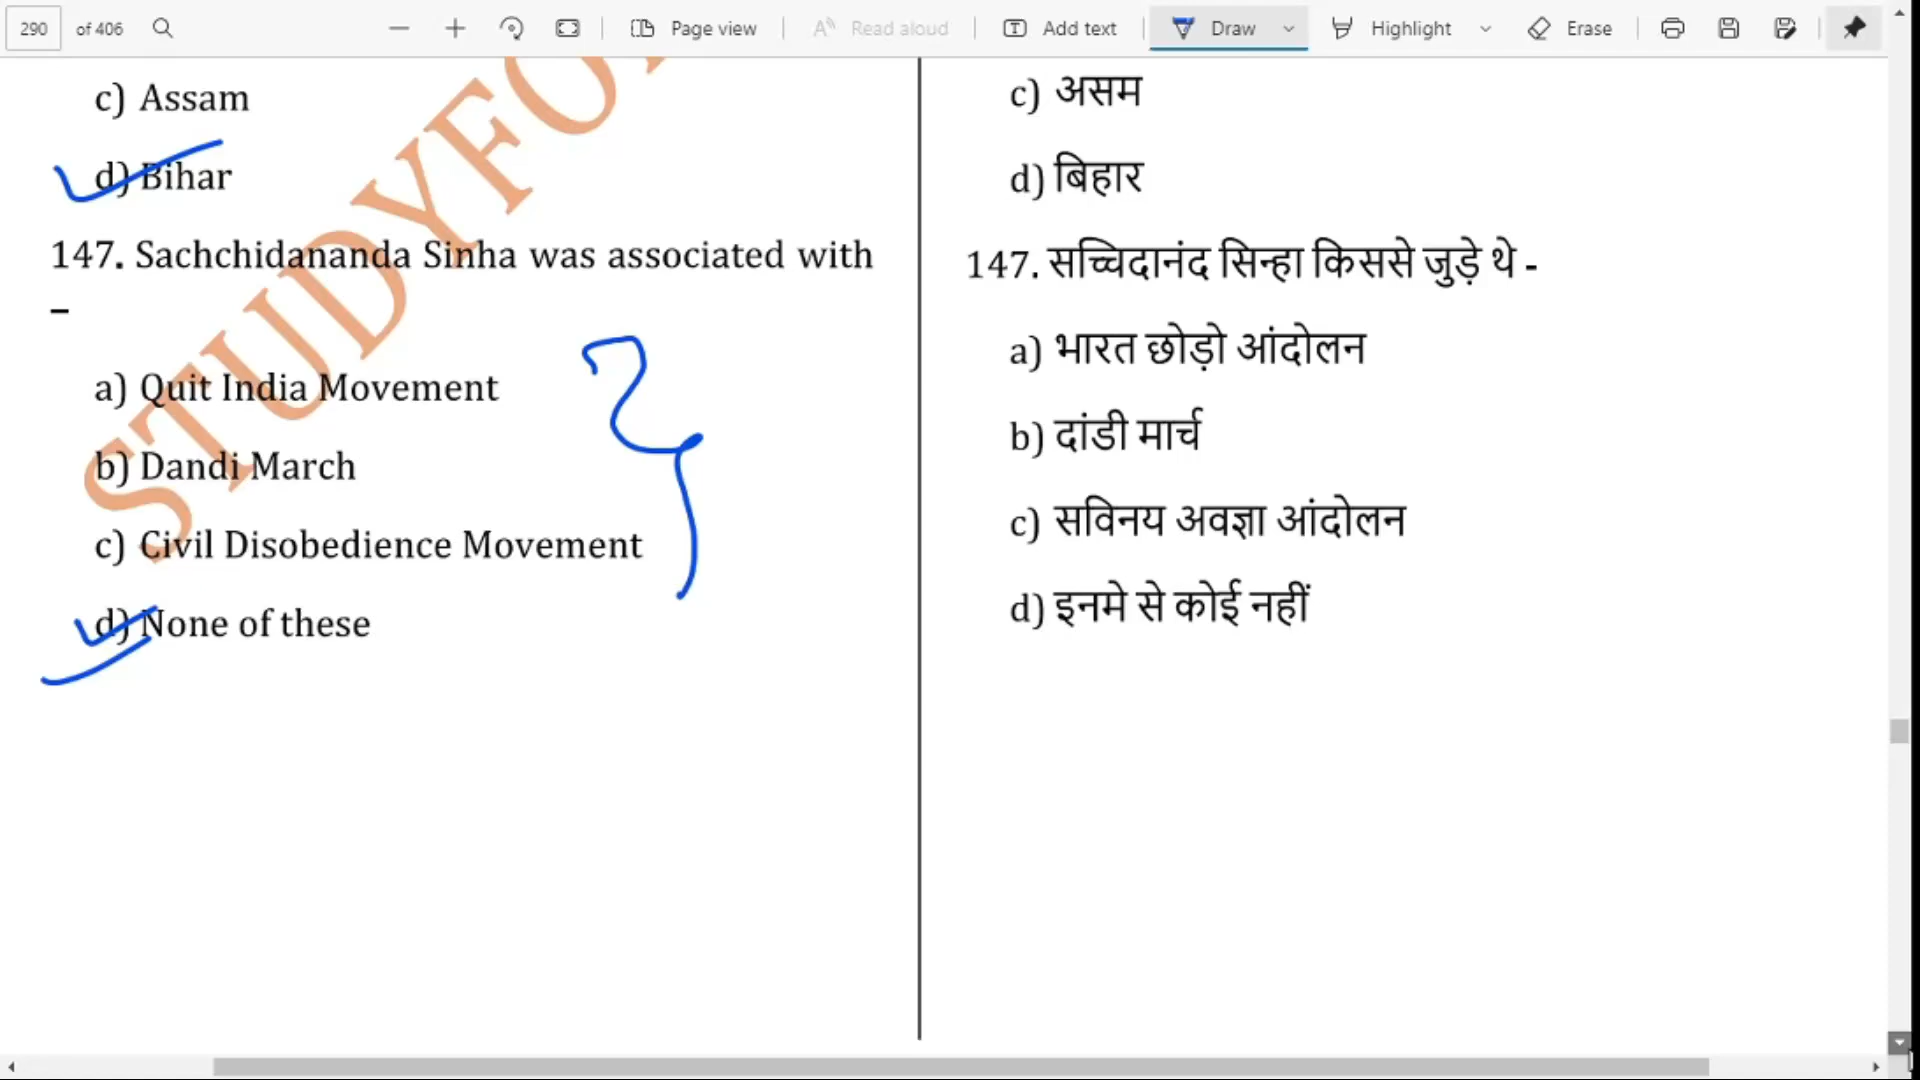 290 of 406 Page view Read aloud Add text Draw Highlight Erase
c) Assam
d) Bihar
147. Sachchidananda Sinha was associated with
–
a) Quit India Movement
b) Dandi March
c) Civil Disobedience Movement
d) None of these
STUDYFO
c) असम
d) बिहार
147. सच्चिदानंद सिन्हा किससे जुड़े थे -
a) भारत छोड़ो आंदोलन
b) दांडी मार्च
c) सविनय अवज्ञा आंदोलन
d) इनमे से कोई नहीं